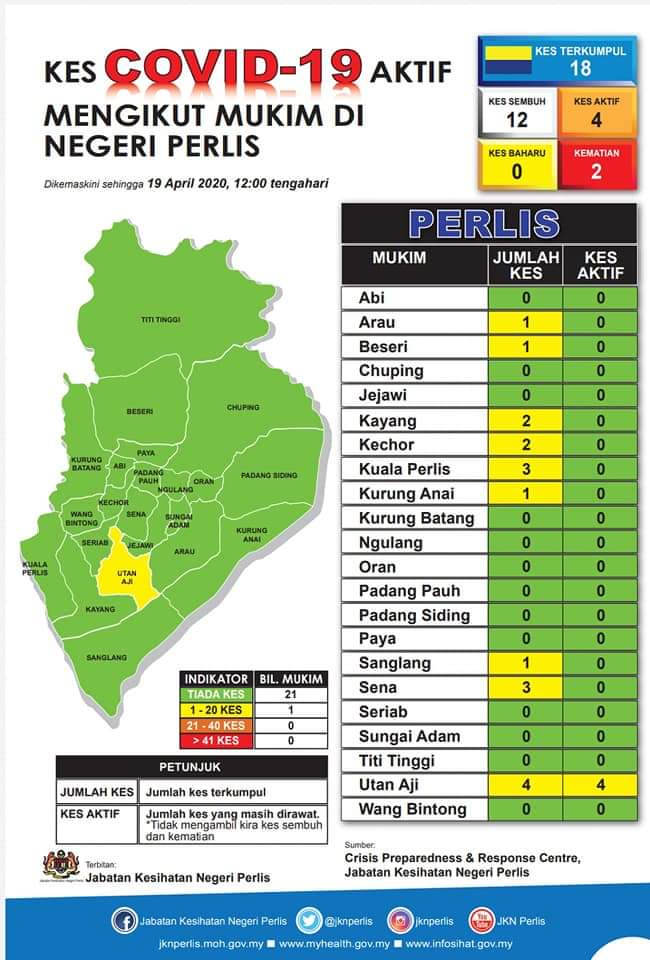 KES COVID-19 AKTIF
MENGIKUT MUKIM DI
NEGERI PERLIS
Dikemaskini sehingga 19 April 2020, 12:00 tengahari
KES TERKUMPUL
18
KES SEMBUH
12
KES AKTIF
4
KES BAHARU
0
KEMATIAN
2
PERLIS
MUKIM JUMLAH KES KES AKTIF
Abi 0 0
Arau 1 0
Beseri 1 0
Chuping 0 0
Jejawi 0 0
Kayang 2 0
Kechor 2 0
Kuala Perlis 3 0
Kurung Anai 1 0
Kurung Batang 0 0
Ngulang 0 0
Oran 0 0
Padang Pauh 0 0
Padang Siding 0 0
Paya 0 0
Sanglang 1 0
Sena 3 0
Seriab 0 0
Sungai Adam 0 0
Titi Tinggi 0 0
Utan Aji 4 4
Wang Bintong 0 0
TITI TINGGI
BESERI
CHUPING
PAYA
KURUNG
BATANG
ABI
PADANG
PAUH
NGULANG
ORAN
PADANG SIDING
KECHOR
WANG
BINTONG
SENA
SUNGAI
ADAM
KURUNG
ANAI
SERIAB
JEJAWI
ARAU
KUALA
PERLIS
UTAN
AJI
KAYANG
SANGLANG
INDIKATOR BIL. MUKIM
TIADA KES 21
1 - 20 KES 1
21 - 40 KES 0
> 41 KES 0
PETUNJUK
JUMLAH KES Jumlah kes terkumpul
KES AKTIF Jumlah kes yang masih dirawat.
*Tidak mengambil kira kes sembuh
dan kematian
Terbitan:
Jabatan Kesihatan Negeri Perlis
Sumber:
Crisis Preparedness & Response Centre,
Jabatan Kesihatan Negeri Perlis
Jabatan Kesihatan Negeri Perlis @jknperlis jknperlis You Tube JKN Perlis
jknperlis.moh.gov.my ■ www.myhealth.gov.my ■ www.infosihat.gov.my